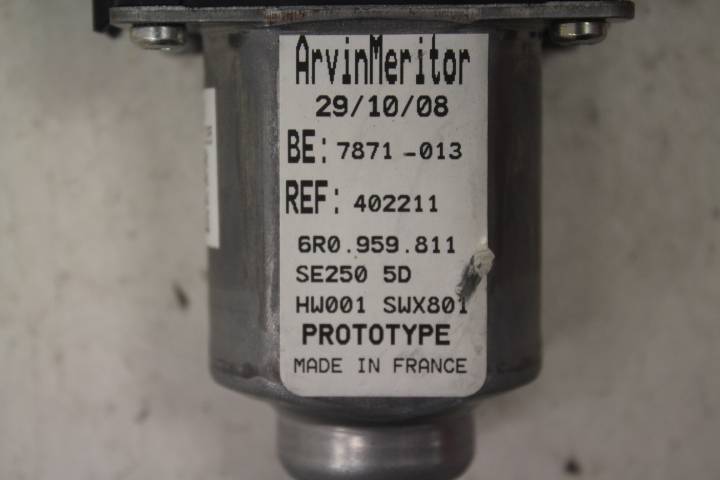 ArvinMeritor
29/10/08
BE: 7871-013
REF: 402211
6R0.959.811
SE250 5D
HW001 SWX801
PROTOTYPE
MADE IN FRANCE